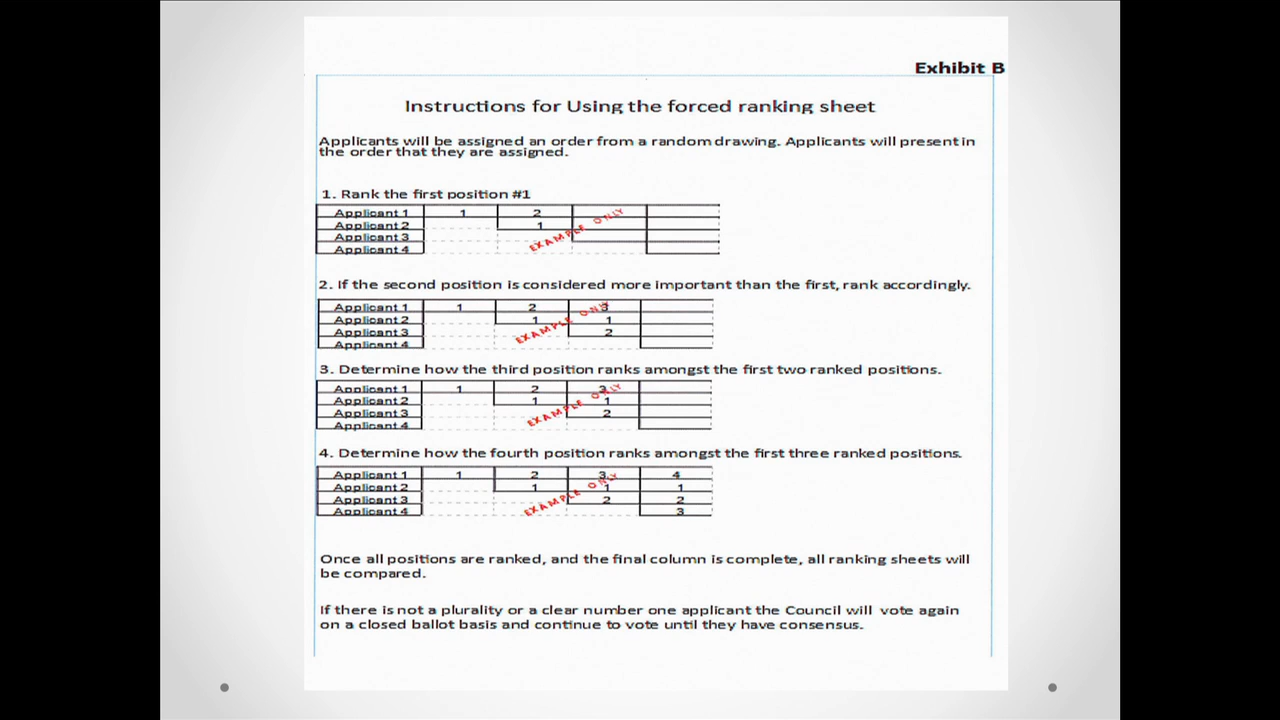 Exhibit B
Instructions for Using the forced ranking sheet
Applicants will be assigned an order from a random drawing. Applicants will present in
the order that they are assigned.
1. Rank the first position #1
Applicant 1 1 2
Applicant 2 1
Applicant 3
Applicant 4
EXAMPLE ONLY
2. If the second position is considered more important than the first, rank accordingly.
Applicant 1 1 2 3
Applicant 2 1 1
Applicant 3 2
Applicant 4
EXAMPLE ONLY
3. Determine how the third position ranks amongst the first two ranked positions.
Applicant 1 1 2 3
Applicant 2 1 1
Applicant 3 2
Applicant 4
EXAMPLE ONLY
4. Determine how the fourth position ranks amongst the first three ranked positions.
Applicant 1 1 2 3 4
Applicant 2 1 1 1
Applicant 3 2 2
Applicant 4 3
EXAMPLE ONLY
Once all positions are ranked, and the final column is complete, all ranking sheets will
be compared.
If there is not a plurality or a clear number one applicant the Council will vote again
on a closed ballot basis and continue to vote until they have consensus.